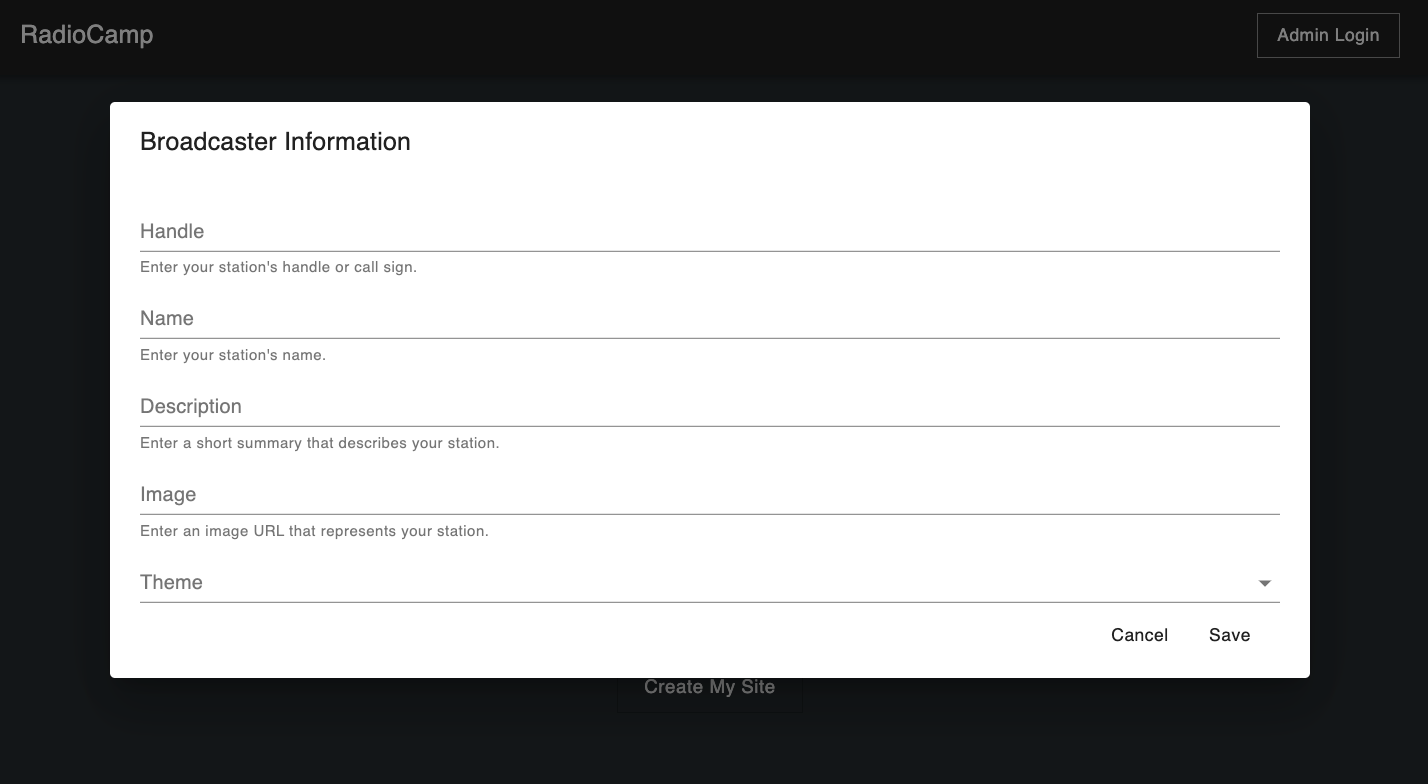 RadioCamp
Admin Login
Broadcaster Information
Handle
Enter your station's handle or call sign.
Name
Enter your station's name.
Description
Enter a short summary that describes your station.
Image
Enter an image URL that represents your station.
Theme
Cancel
Save
Create My Site